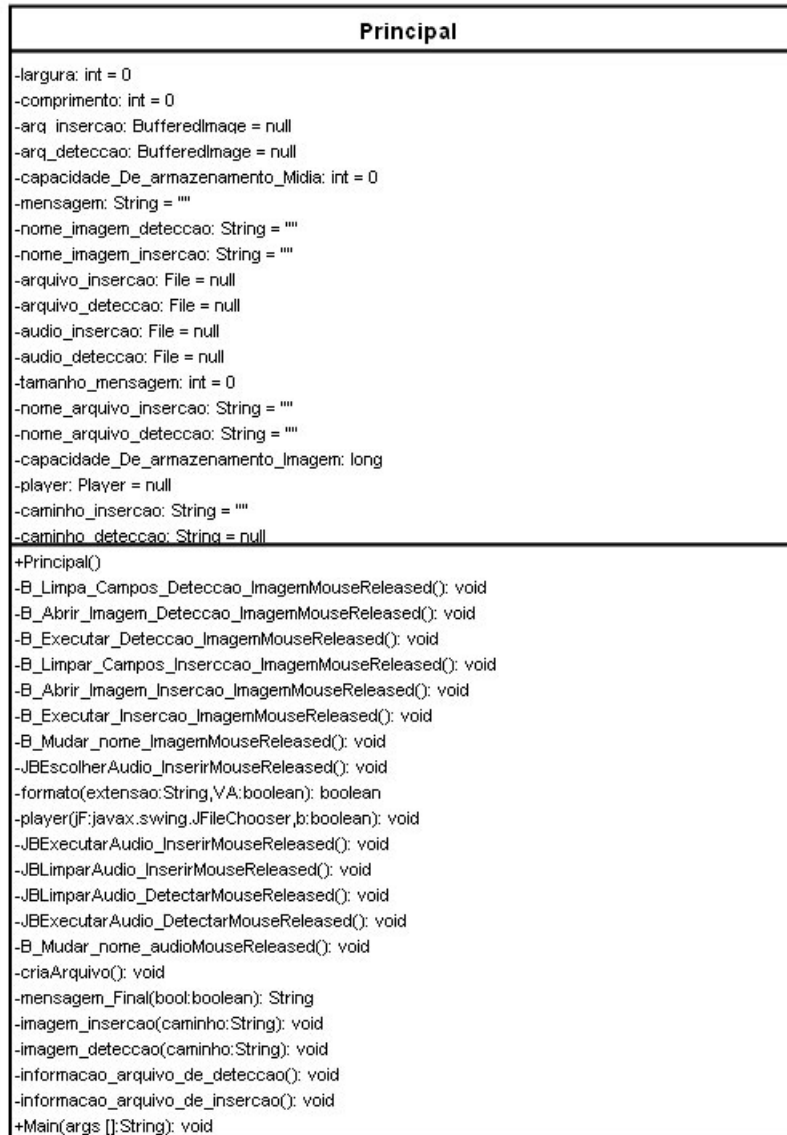 Principal
-largura: int = 0
-comprimento: int = 0
-arq_insercao: BufferedImage = null
-arq_deteccao: BufferedImage = null
-capacidade_De_armazenamento_Midia: int = 0
-mensagem: String = ""
-nome_imagem_deteccao: String = ""
-nome_imagem_insercao: String = ""
-arquivo_insercao: File = null
-arquivo_deteccao: File = null
-audio_insercao: File = null
-audio_deteccao: File = null
-tamanho_mensagem: int = 0
-nome_arquivo_insercao: String = ""
-nome_arquivo_deteccao: String = ""
-capacidade_De_armazenamento_Imagem: long
-player: Player = null
-caminho_insercao: String = ""
-caminho_deteccao: String = null
+Principal()
-B_Limpa_Campos_Deteccao_ImagemMouseReleased(): void
-B_Abrir_Imagem_Deteccao_ImagemMouseReleased(): void
-B_Executar_Deteccao_ImagemMouseReleased(): void
-B_Limpar_Campos_Inserccao_ImagemMouseReleased(): void
-B_Abrir_Imagem_Insercao_ImagemMouseReleased(): void
-B_Executar_Insercao_ImagemMouseReleased(): void
-B_Mudar_nome_ImagemMouseReleased(): void
-JBEscolherAudio_InserirMouseReleased(): void
-formato(extensao:String,VA:boolean): boolean
-player(jF:javax.swing.JFileChooser,b:boolean): void
-JBExecutarAudio_InserirMouseReleased(): void
-JBLimparAudio_InserirMouseReleased(): void
-JBLimparAudio_DetectarMouseReleased(): void
-JBExecutarAudio_DetectarMouseReleased(): void
-B_Mudar_nome_audioMouseReleased(): void
-criaArquivo(): void
-mensagem_Final(bool:boolean): String
-imagem_insercao(caminho:String): void
-imagem_deteccao(caminho:String): void
-informacao_arquivo_de_deteccao(): void
-informacao_arquivo_de_insercao(): void
+Main(args []:String): void